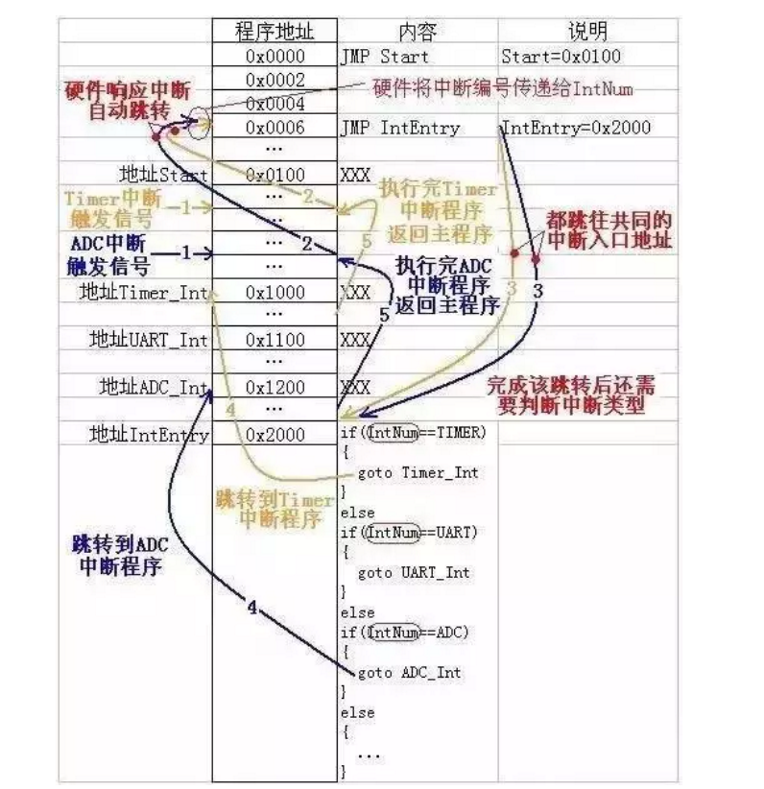 程序地址 内容 说明
0x0000 JMP Start Start=0x0100
0x0002
硬件响应中断
自动跳转
0x0004 硬件将中断编号传递给IntNum
0x0006 JMP IntEntry IntEntry=0x2000
...
地址Start 0x0100 XXX
Timer中断
触发信号
1
...
2
执行完Timer
中断程序
返回主程序
5
...
都跳往共同的
中断入口地址
ADC中断
触发信号
1
...
2
执行完ADC
中断程序
返回主程序
5
...
3
3
地址Timer_Int 0x1000 XXX
...
地址UART_Int 0x1100 XXX
...
地址ADC_Int 0x1200 XXX
完成该跳转后还需
要判断中断类型
4
...
地址IntEntry 0x2000 if(IntNum==TIMER)
{
goto Timer_Int
}
跳转到Timer
中断程序
else
if(IntNum==UART)
{
goto UART_Int
}
跳转到ADC
中断程序
4
else
if(IntNum==ADC)
{
goto ADC_Int
}
else
{
...
}